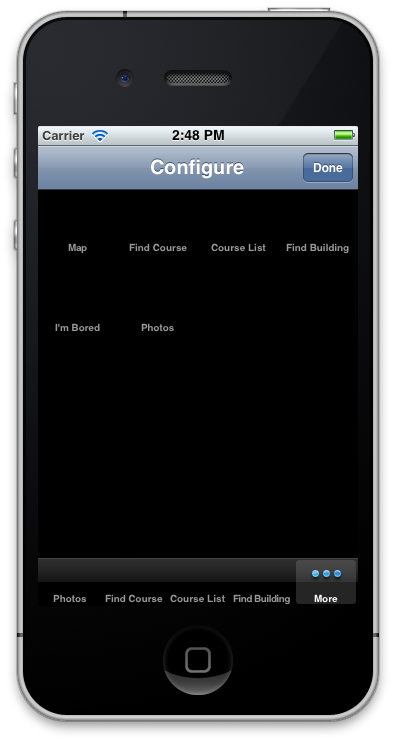 Carrier 2:48 PM
Configure Done
Map Find Course Course List Find Building
I'm Bored Photos
Photos Find Course Course List Find Building More